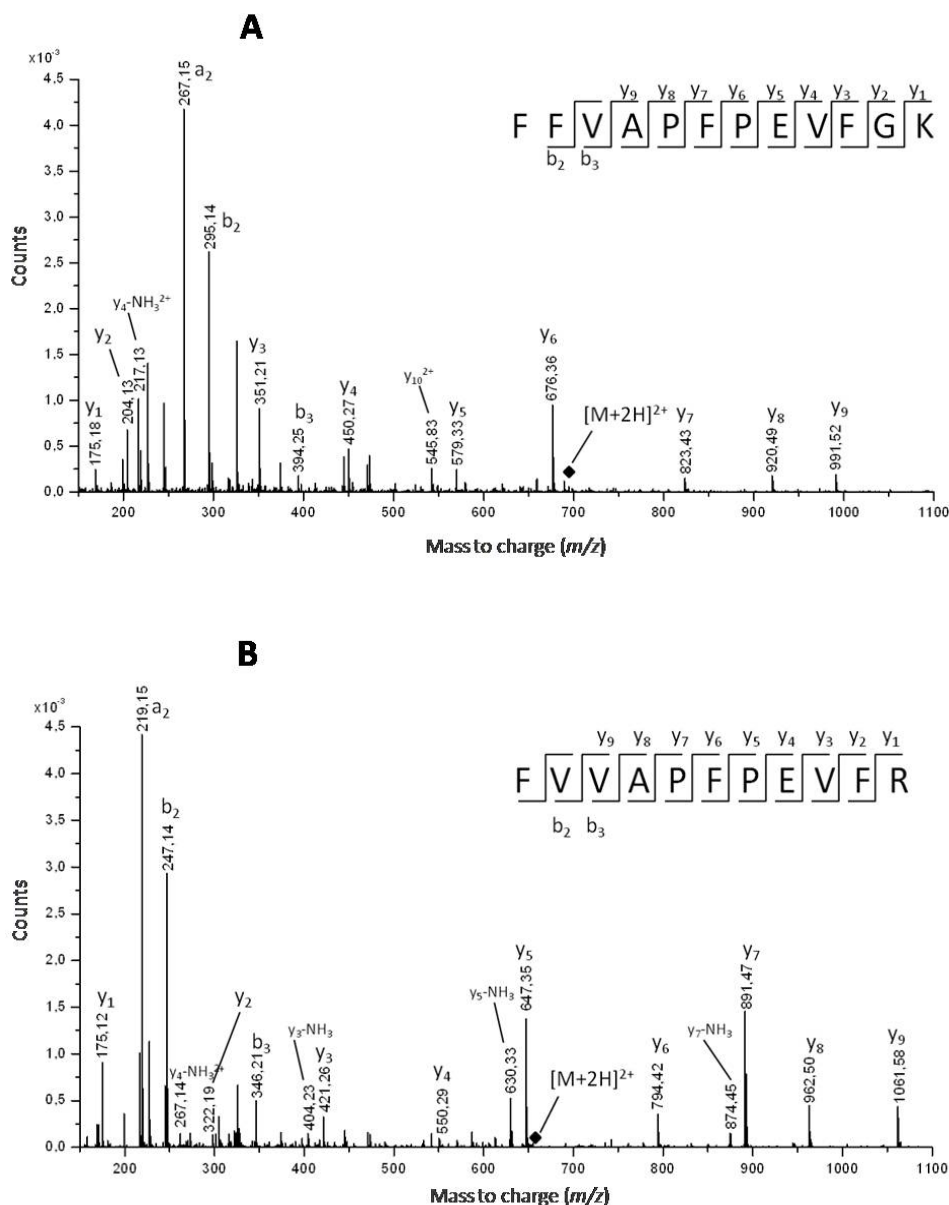 A
×10⁻³
4.5
4.0
3.5
3.0
2.5
2.0
1.5
1.0
0.5
0.0
Counts
y₁
175,18
y₂
204,13
y₄-NH₃²⁺
217,13
267,15
a₂
295,14
b₂
y₃
351,21
b₃
394,25
y₄
450,27
y₁₀²⁺
545,83
y₅
579,33
y₆
676,36
[M+2H]²⁺
y₇
823,43
y₈
920,49
y₉
991,52
y₉ y₈ y₇ y₆ y₅ y₄ y₃ y₂ y₁
F F V A P F P E V F G K
b₂ b₃
200 300 400 500 600 700 800 900 1000 1100
Mass to charge (m/z)
B
×10⁻³
4.5
4.0
3.5
3.0
2.5
2.0
1.5
1.0
0.5
0.0
Counts
y₁
175,12
219,15
a₂
b₂
247,14
y₄-NH₃²⁺
267,14
y₂
322,19
b₃
346,21
y₃-NH₃
404,23
y₃
421,26
y₄
550,29
y₅-NH₃
630,33
y₅
647,35
[M+2H]²⁺
y₆
794,42
y₇-NH₃
874,45
y₇
891,47
y₈
962,50
y₉
1061,58
y₉ y₈ y₇ y₆ y₅ y₄ y₃ y₂ y₁
F V V A P F P E V F R
b₂ b₃
200 300 400 500 600 700 800 900 1000 1100
Mass to charge (m/z)